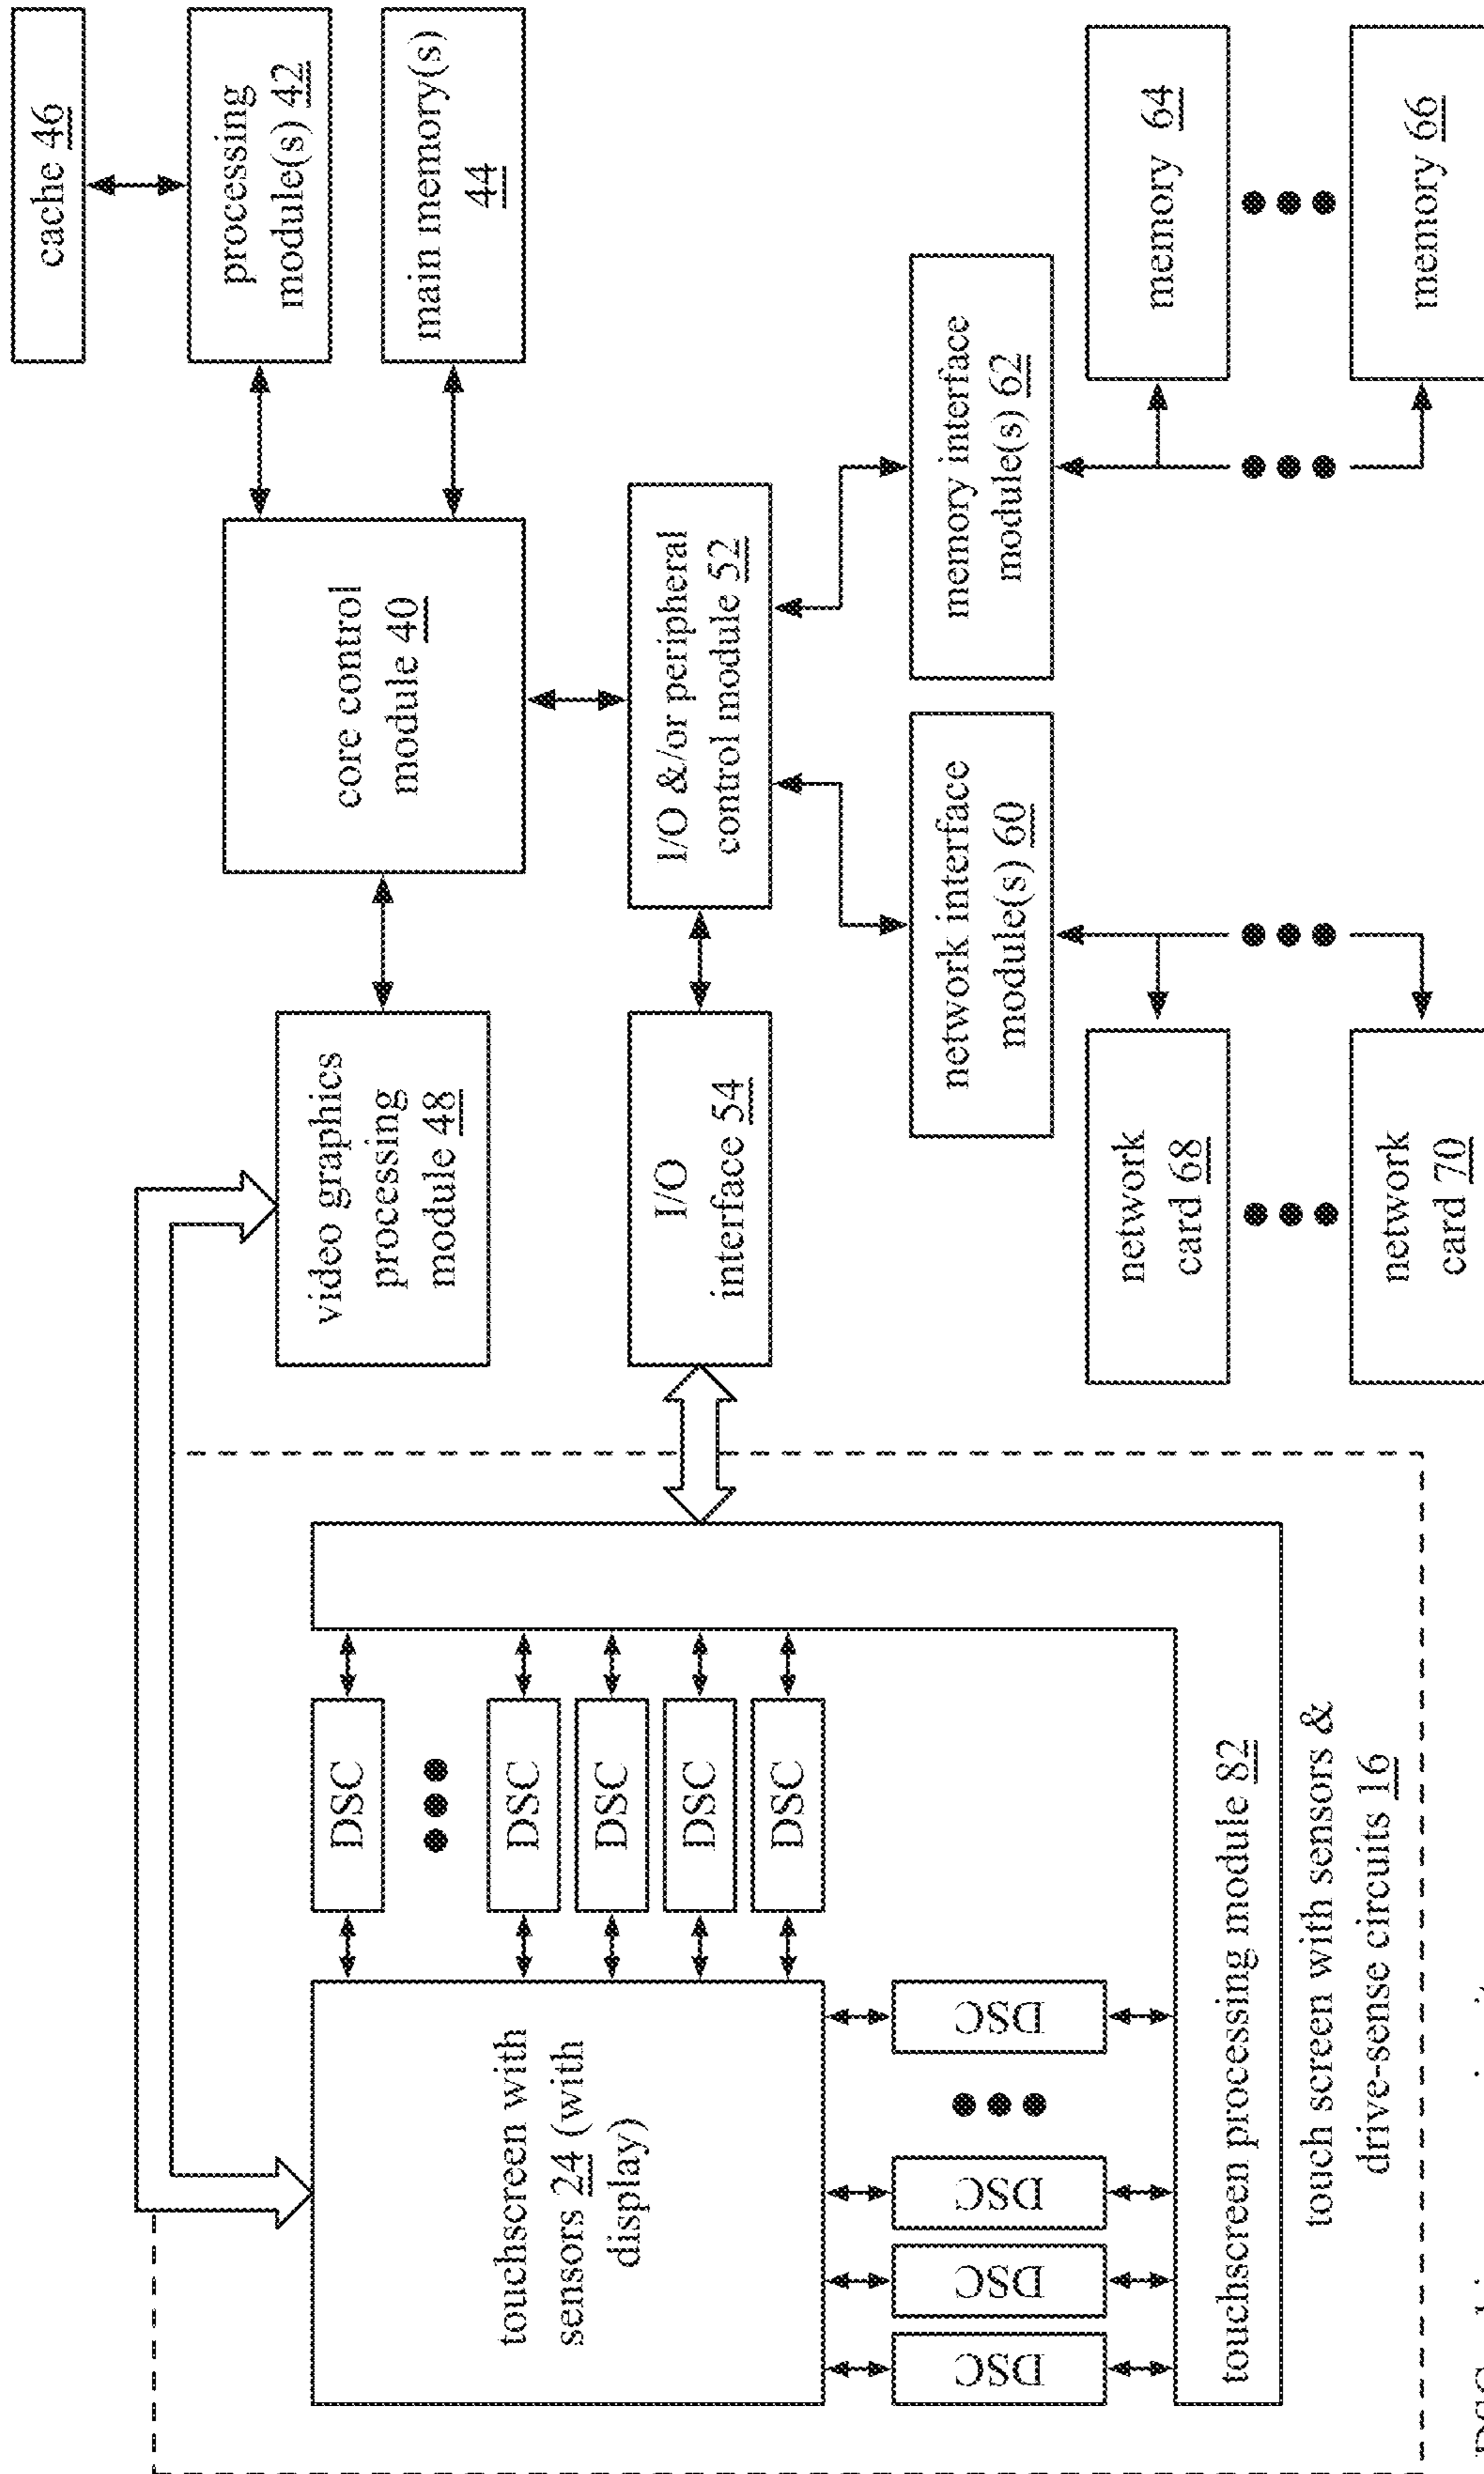 cache 46
processing
module(s) 42
main memory(s)
44
core control
module 40
video graphics
processing
module 48
I/O &/or peripheral
control module 52
I/O
interface 54
memory interface
module(s) 62
network interface
module(s) 60
memory 64
memory 66
network
card 68
network
card 70
touchscreen with
sensors 24 (with
display)
DSC
DSC
DSC
DSC
DSC
DSC
DSC
DSC
DSC
touchscreen processing module 82
touch screen with sensors &
drive-sense circuits 16